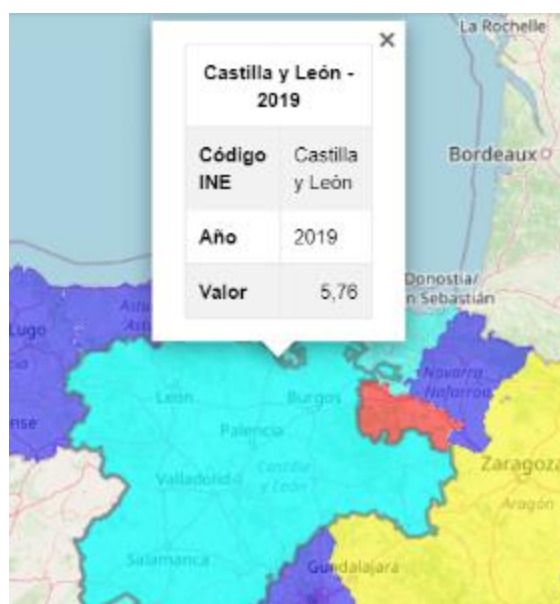 La Rochelle
×
Castilla y León -
2019
Código
INE
Castilla
y León
Bordeaux
Año
2019
Valor
5,76
Donostia/
n Sebastián
Lugo
Navarra
Nafarroa
León
Burgos
Palencia
Zaragoza
Valladolid
Castilla
y León
Aragón
nse
Salamanca
Guadalajara